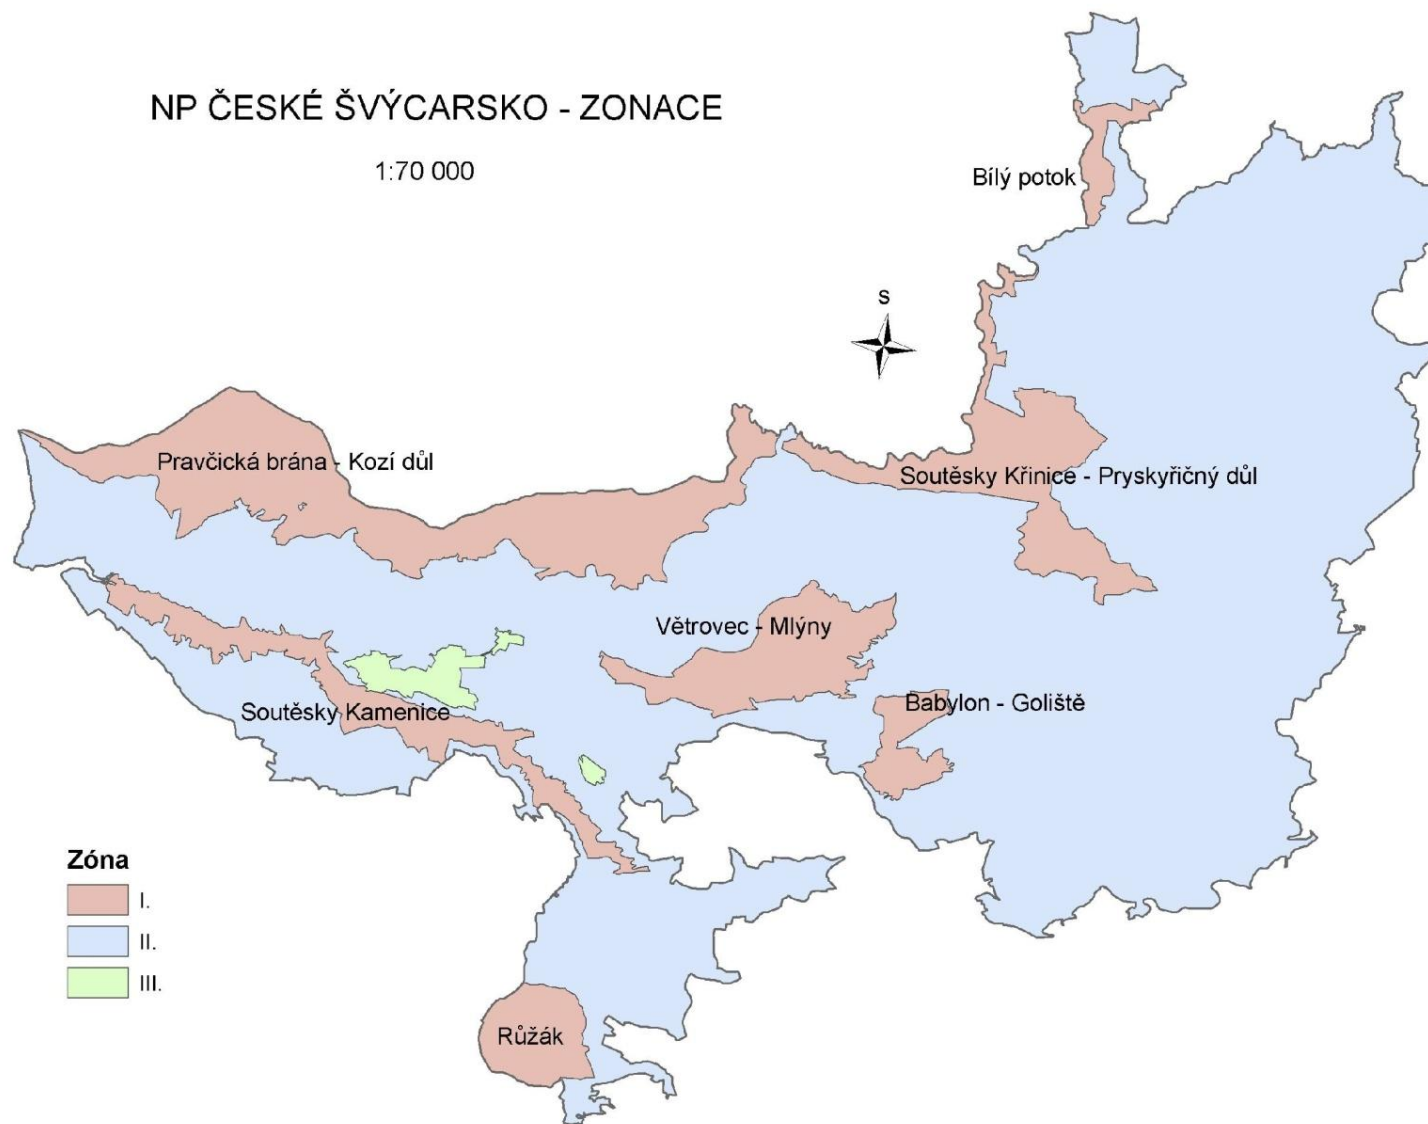 NP ČESKÉ ŠVÝCARSKO - ZONACE
1:70 000
Bílý potok
S
Pravčická brána - Kozí důl
Soutěsky Křinice - Pryskyřičný důl
Větrovec - Mlýny
Babylon - Goliště
Soutěsky Kamenice
Růžák
Zóna
I.
II.
III.